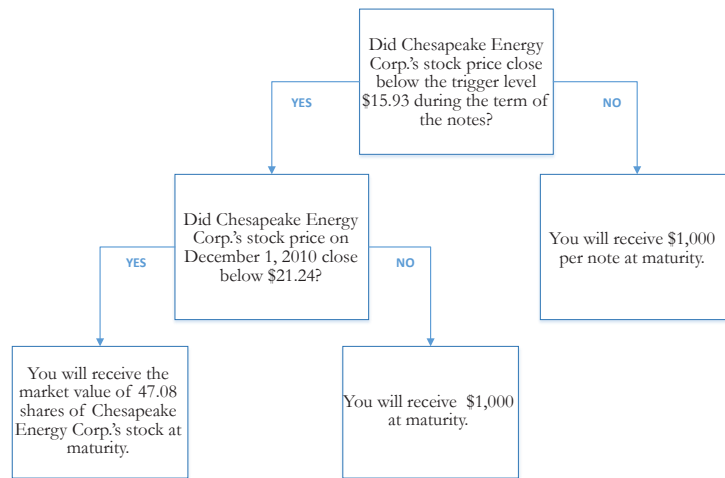 Did Chesapeake Energy
Corp.'s stock price close
below the trigger level
$15.93 during the term of
the notes?
YES
NO
Did Chesapeake Energy
Corp.'s stock price on
December 1, 2010 close
below $21.24?
You will receive $1,000
per note at maturity.
YES
NO
You will receive the
market value of 47.08
shares of Chesapeake
Energy Corp.'s stock at
maturity.
You will receive $1,000
at maturity.